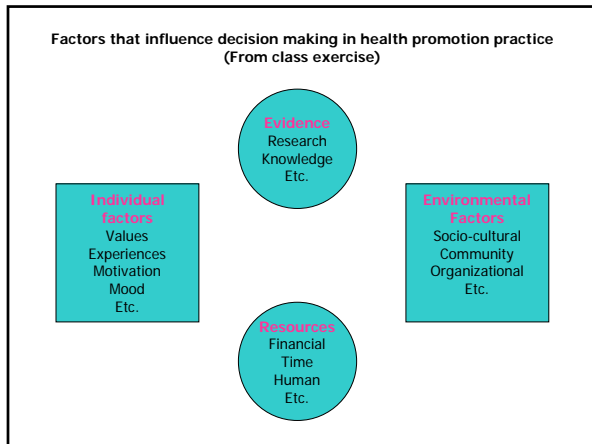 Factors that influence decision making in health promotion practice
(From class exercise)
Evidence
Research
Knowledge
Etc.
Individual
factors
Values
Experiences
Motivation
Mood
Etc.
Environmental
Factors
Socio-cultural
Community
Organizational
Etc.
Resources
Financial
Time
Human
Etc.